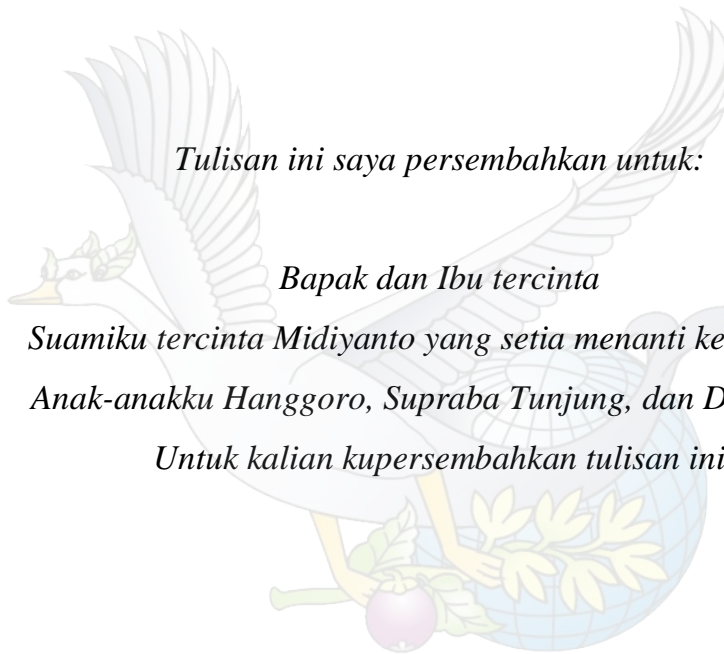 Tulisan ini saya persembahkan untuk:
Bapak dan Ibu tercinta
Suamiku tercinta Midiyanto yang setia menanti
Anak-anakku Hanggoro, Supraba Tunjung, dan
Untuk kalian kupersembahkan tulisan ini